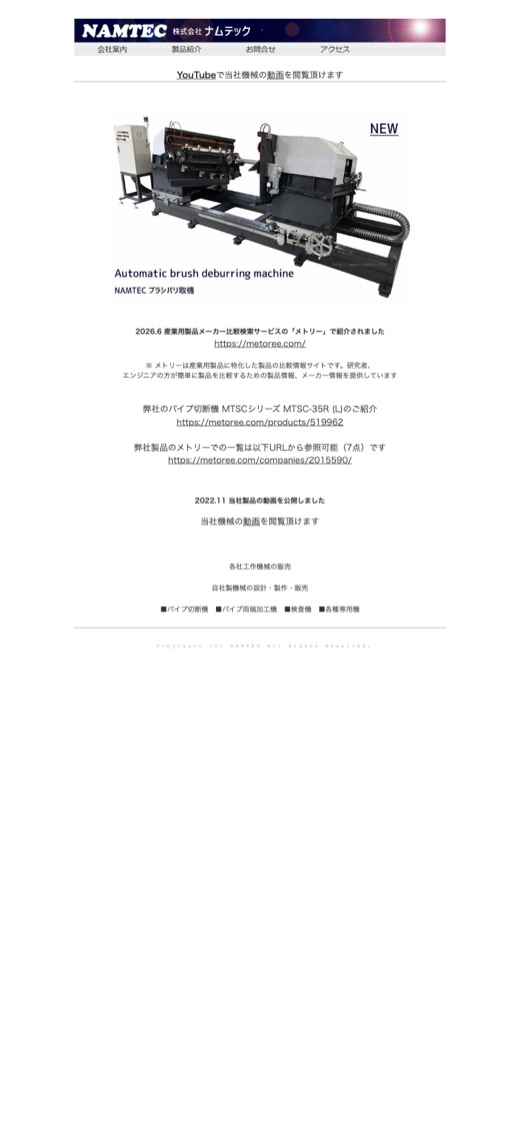 NAMTEC 株式会社 ナムテック
会社案内 製品紹介 お問合せ アクセス
YouTubeで当社機械の動画を閲覧頂けます
NEW
Automatic brush deburring machine
NAMTEC ブラシバリ取機
2026.6 産業用製品メーカー比較検索サービスの「メトリー」で紹介されました
https://metoree.com/
※ メトリーは産業用製品に特化した製品の比較情報サイトです。研究者、
エンジニアの方が簡単に製品を比較するための製品情報、メーカー情報を提供しています
弊社のパイプ切断機 MTSCシリーズ MTSC-35R (L)のご紹介
https://metoree.com/products/519962
弊社製品のメトリーでの一覧は以下URLから参照可能（7点）です
https://metoree.com/companies/2015590/
2022.11 当社製品の動画を公開しました
当社機械の動画を閲覧頂けます
各社工作機械の販売
自社製機械の設計・製作・販売
■パイプ切断機 ■パイプ両端加工機 ■検査機 ■各種専用機
Copyright (C) NAMTEC All Rights Reserved.